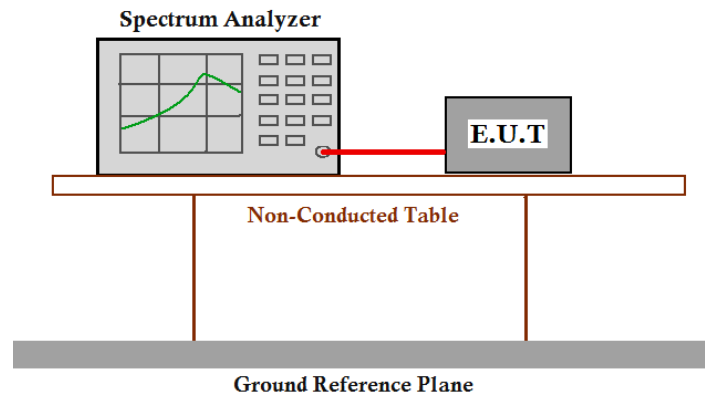 Spectrum Analyzer
E.U.T
Non-Conducted Table
Ground Reference Plane